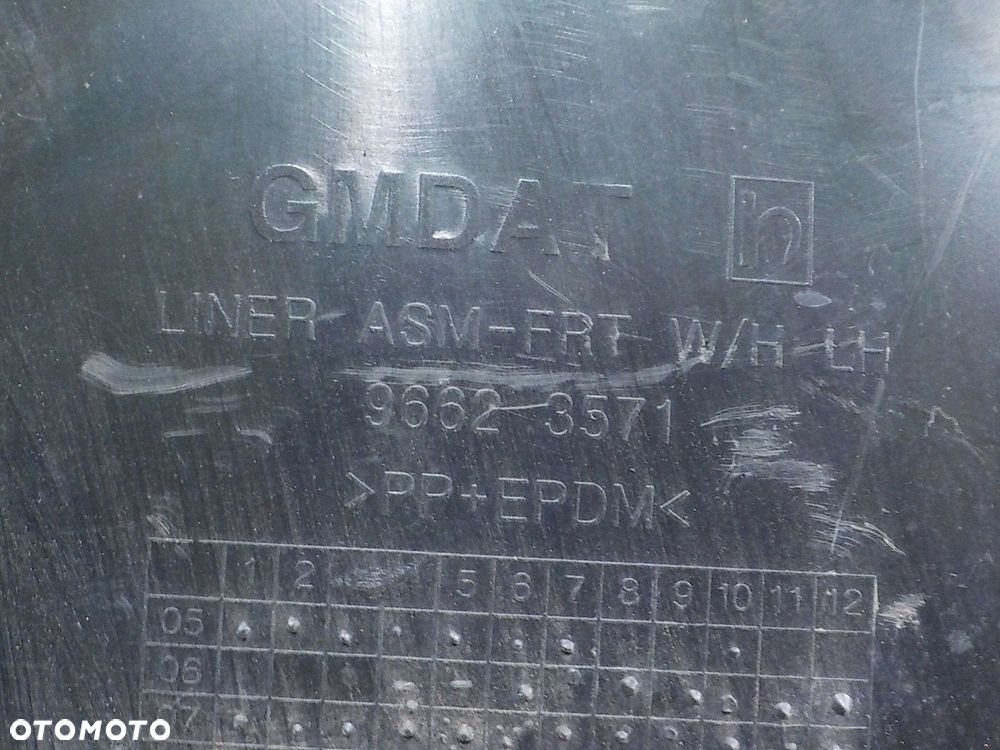 GMDAT h
LINER ASM-FRT W/H LH
9662 3571
>PP+EPDM<
1 2 5 6 7 8 9 10 11 12
05
06
07
OTOMOTO